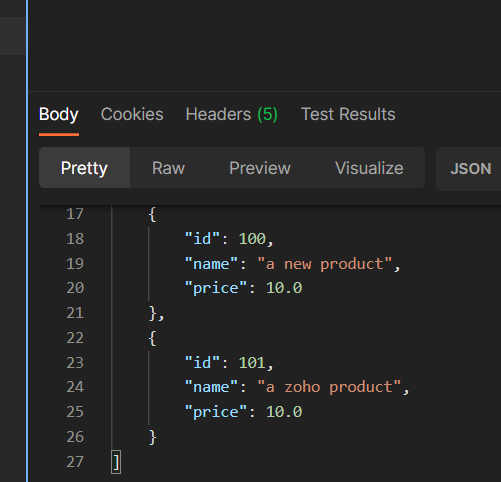 Body Cookies Headers (5) Test Results
Pretty Raw Preview Visualize JSON
17 {
18 "id": 100,
19 "name": "a new product",
20 "price": 10.0
21 },
22 {
23 "id": 101,
24 "name": "a zoho product",
25 "price": 10.0
26 }
27 ]